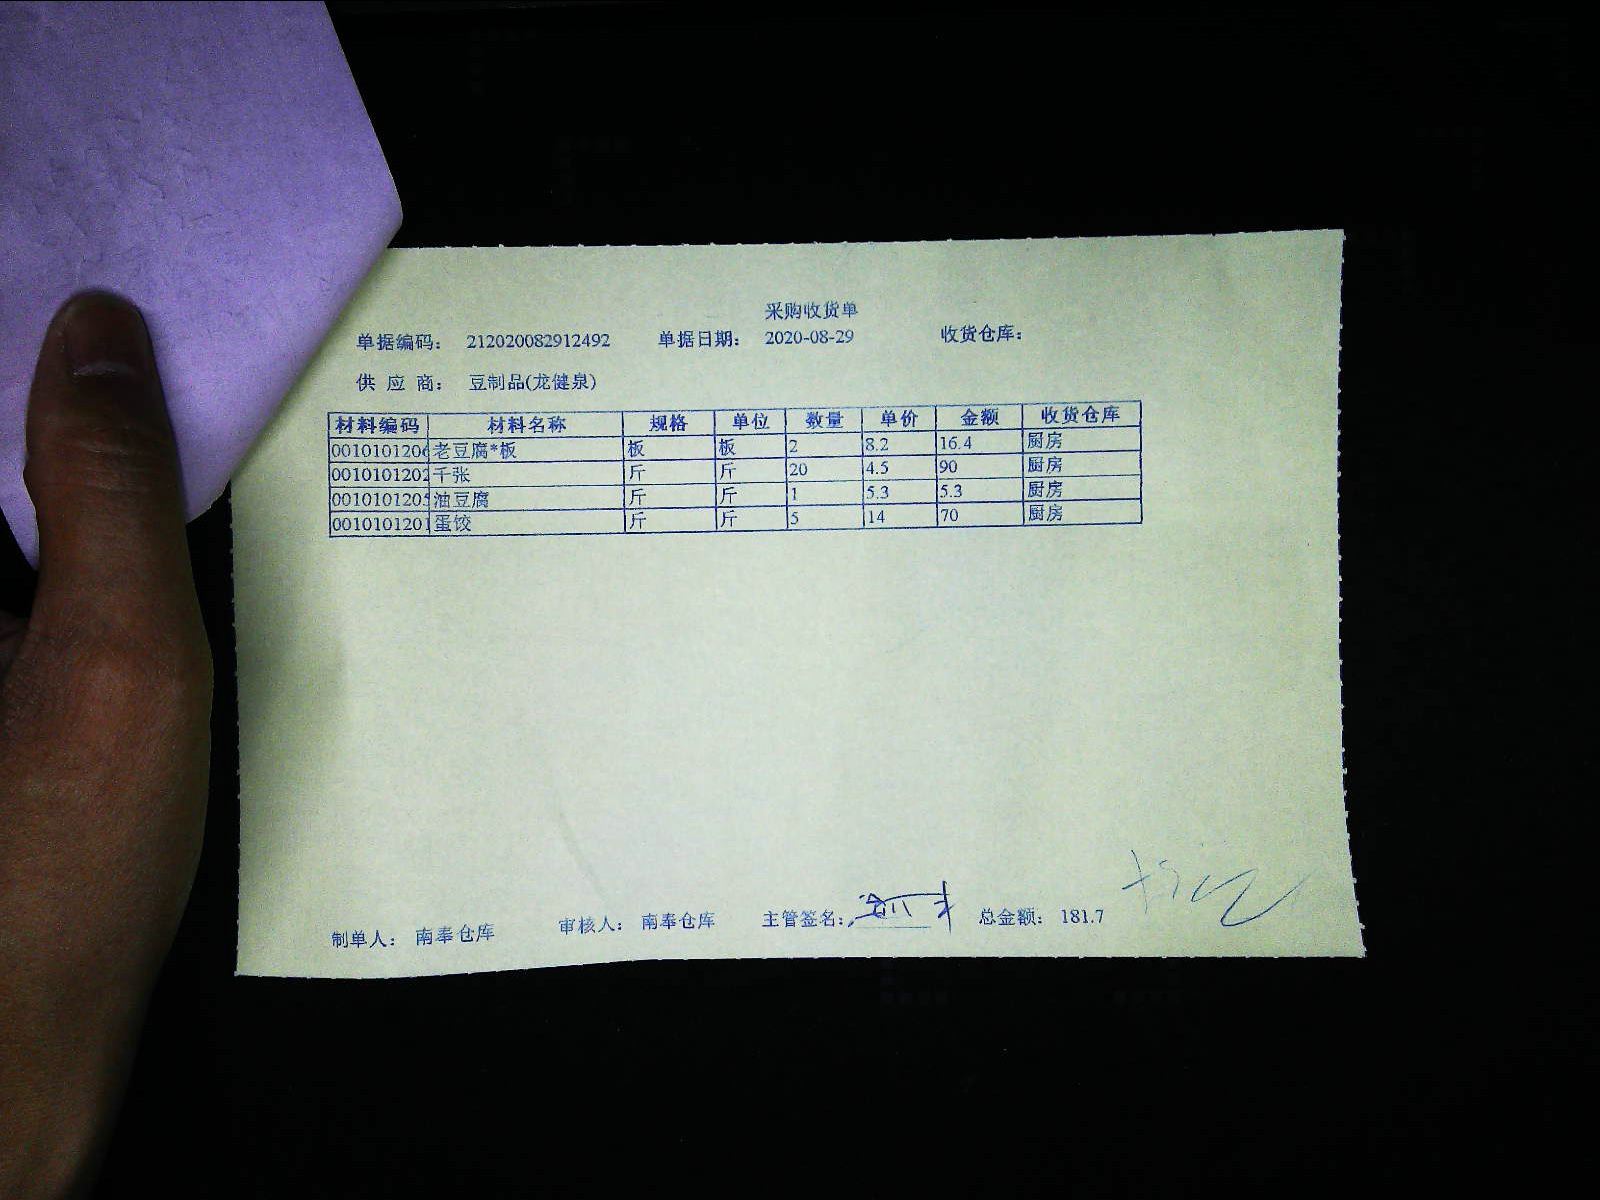 采购收货单
单据编码： 212020082912492 单据日期： 2020-08-29 收货仓库：
供 应 商： 豆制品(龙健泉)
材料编码 材料名称 规格 单位 数量 单价 金额 收货仓库
0010101206 老豆腐*板 板 板 2 8.2 16.4 厨房
0010101202 千张 斤 斤 20 4.5 90 厨房
0010101205 油豆腐 斤 斤 1 5.3 5.3 厨房
0010101201 蛋饺 斤 斤 5 14 70 厨房
制单人： 南奉仓库 审核人： 南奉仓库 主管签名： 总金额： 181.7